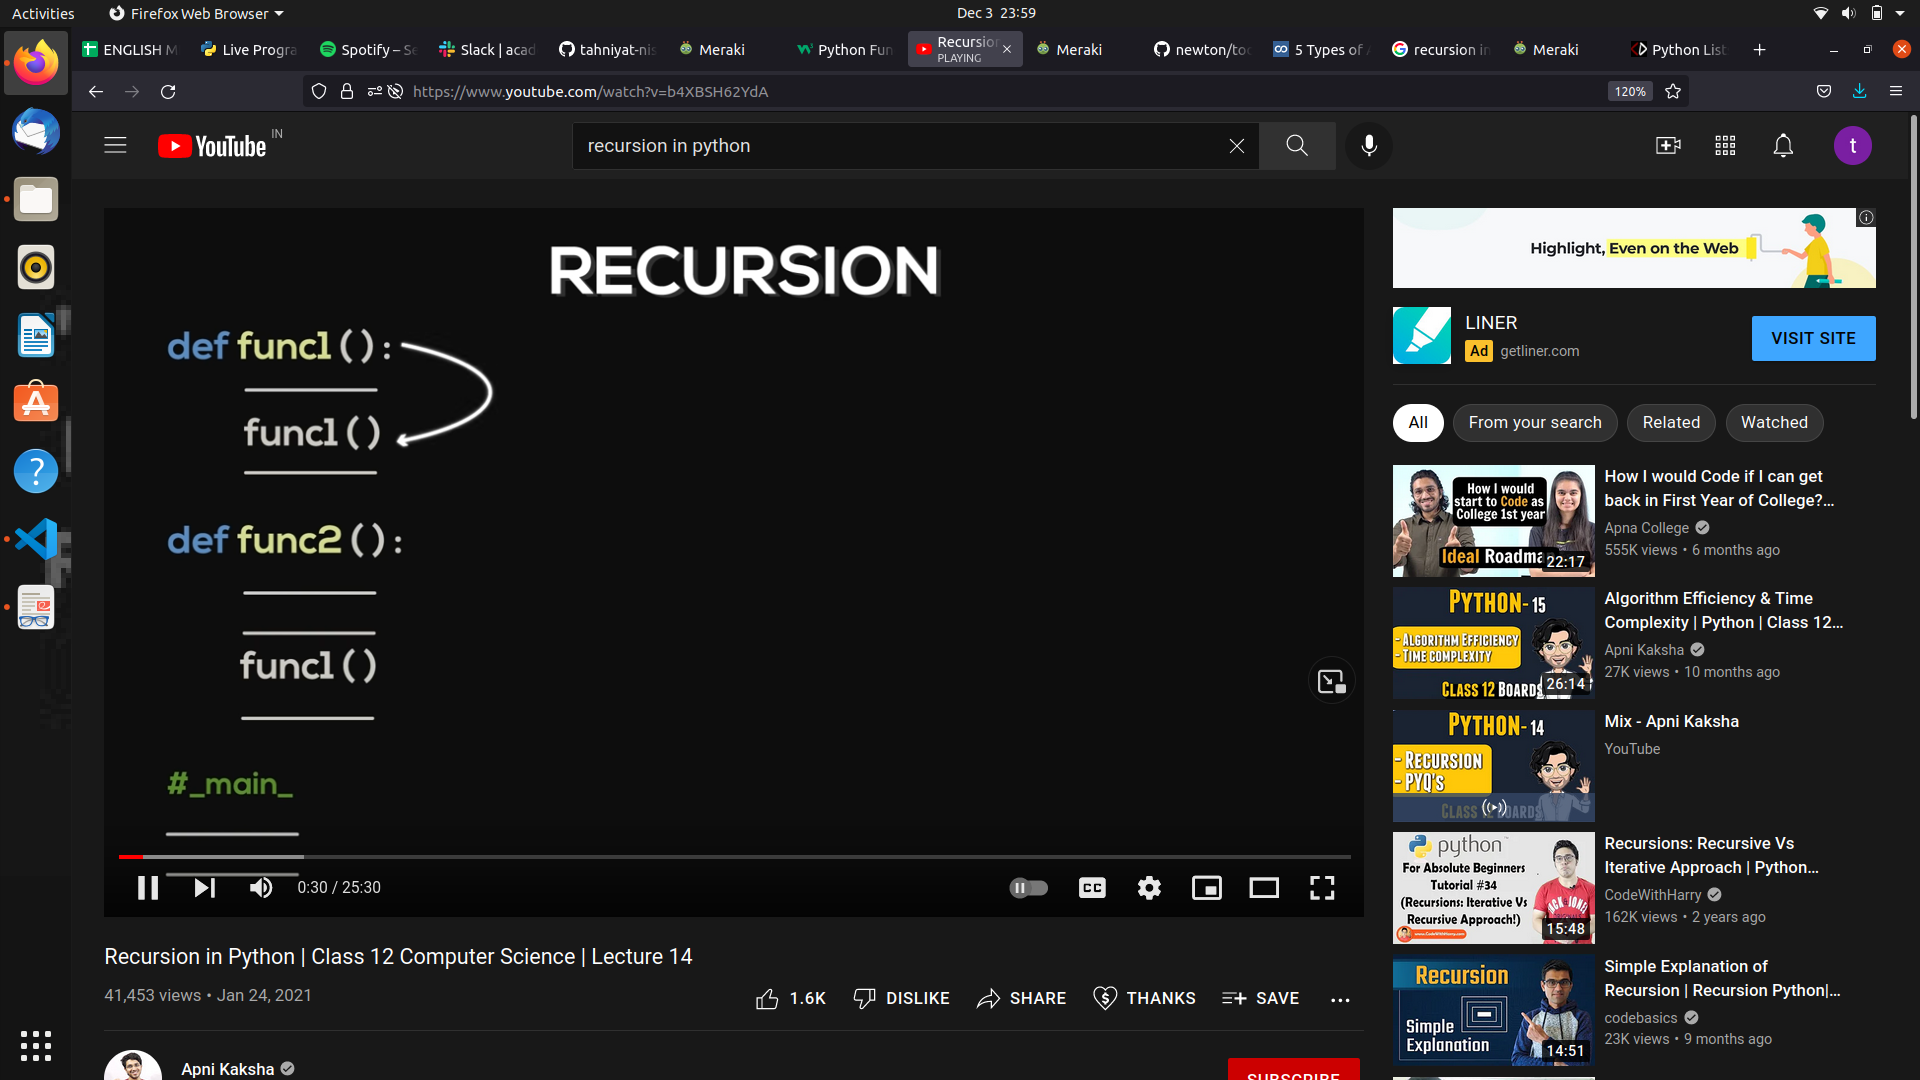 Activities
Firefox Web Browser
Dec 3 23:59
ENGLISH M
Live Progra
Spotify – Se
Slack | acad
tahniyat-nis
Meraki
Python Fun
Recursion
PLAYING
Meraki
newton/too
5 Types of A
recursion in
Meraki
Python List
https://www.youtube.com/watch?v=b4XBSH62YdA
120%
YouTube
IN
recursion in python
t
RECURSION
def func1():
func1()
def func2():
func1()
#_main_
0:30 / 25:30
CC
Recursion in Python | Class 12 Computer Science | Lecture 14
41,453 views • Jan 24, 2021
1.6K
DISLIKE
SHARE
THANKS
SAVE
Apni Kaksha
SUBSCRIBE
Highlight, Even on the Web
LINER
Ad
getliner.com
VISIT SITE
All
From your search
Related
Watched
How I would
start to Code as
College 1st year
Ideal Roadma
22:17
How I would Code if I can get
back in First Year of College?...
Apna College
555K views • 6 months ago
PYTHON- 15
- ALGORITHM EFFICIENCY
- TIME COMPLEXITY
CLASS 12 BOARDS
26:14
Algorithm Efficiency & Time
Complexity | Python | Class 12...
Apni Kaksha
27K views • 10 months ago
PYTHON- 14
- RECURSION
- PYQ'S
CLASS 12 BOARDS
Mix - Apni Kaksha
YouTube
python
For Absolute Beginners
Tutorial #34
(Recursions: Iterative Vs
Recursive Approach!)
www.CodeWithHarry.com
15:48
Recursions: Recursive Vs
Iterative Approach | Python...
CodeWithHarry
162K views • 2 years ago
Recursion
Simple
Explanation
14:51
Simple Explanation of
Recursion | Recursion Python|...
codebasics
23K views • 9 months ago